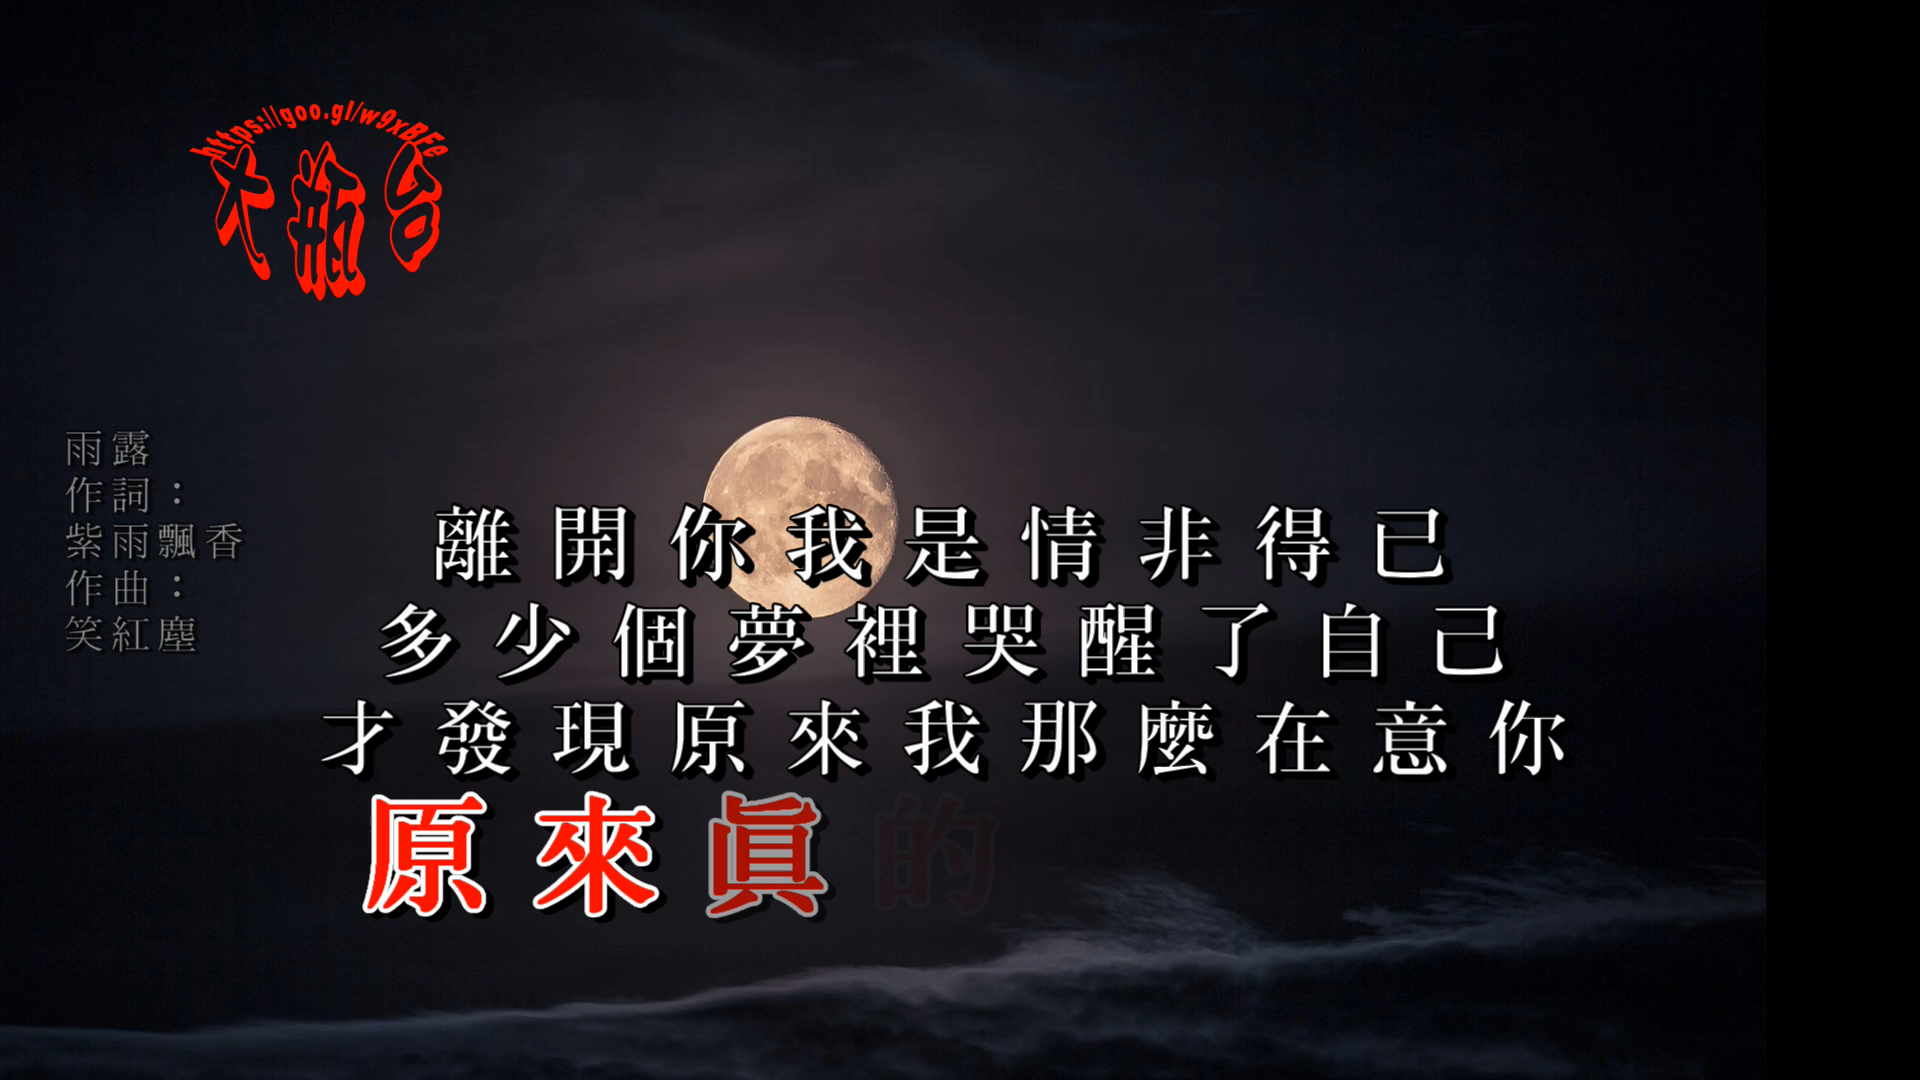 https://goo.gl/w9xBFe
大瓶台
雨露
作詞：
紫雨飄香
作曲：
笑紅塵
離開你我是情非得已
多少個夢裡哭醒了自己
才發現原來我那麼在意你
原來眞的